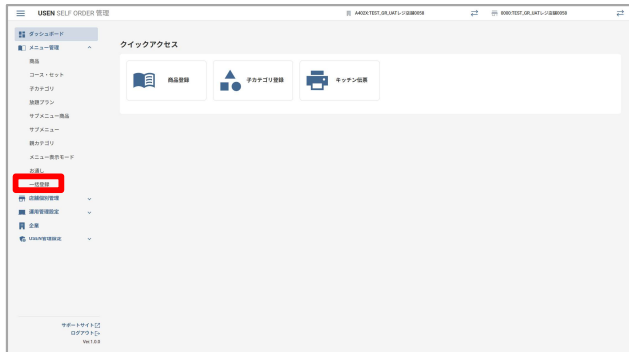 USEN SELF ORDER 管理
A402X:TEST_QR_UATレジ店舗0058
0000:TEST_QR_UATレジ店舗0058
ダッシュボード
メニュー管理
商品
コース・セット
子カテゴリ
放題プラン
サブメニュー商品
サブメニュー
親カテゴリ
メニュー表示モード
お通し
一括登録
店舗個別管理
運用管理設定
企業
USEN管理設定
クイックアクセス
商品登録
子カテゴリ登録
キッチン伝票
サポートサイト
ログアウト
Ver.1.0.0